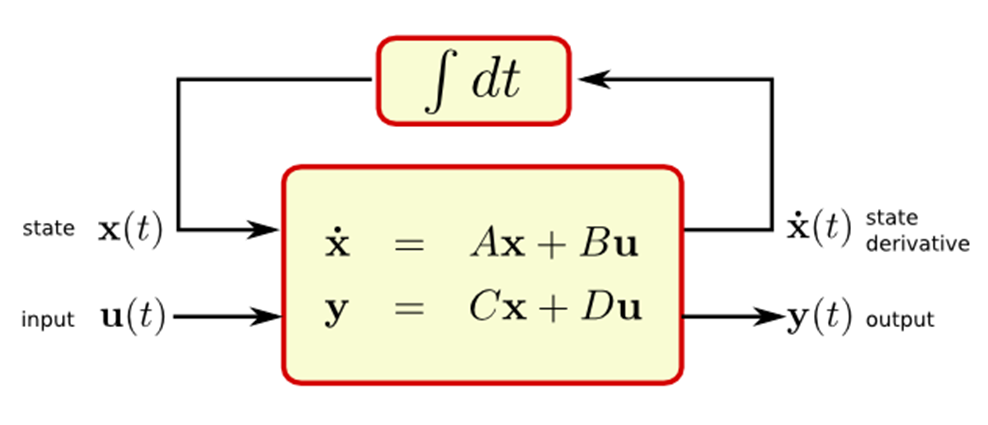 ∫ dt
state x(t)
ẋ = Ax + Bu
ẋ(t) state
derivative
input u(t)
y = Cx + Du
y(t) output